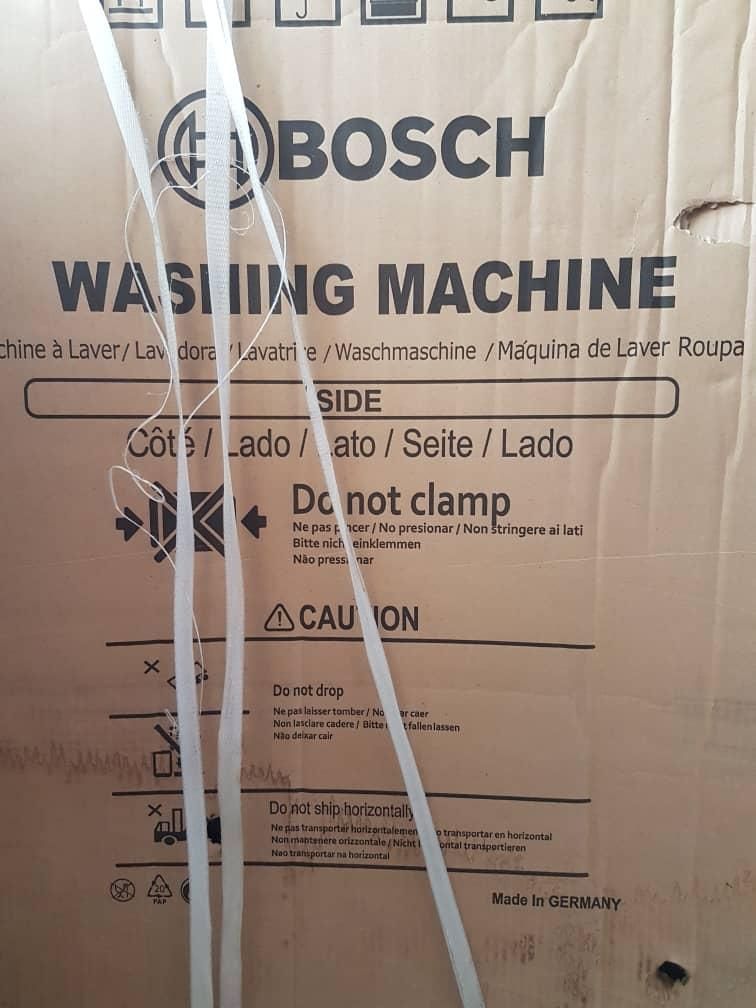 BOSCH
WASHING MACHINE
chine à Laver/ Lavadora / Lavatrice / Waschmaschine / Máquina de Laver Roupa
SIDE
Côté / Lado / Lato / Seite / Lado
Do not clamp
Ne pas pincer / No presionar / Non stringere ai lati
Bitte nicht einklemmen
Não pressionar
CAUTION
Do not drop
Ne pas laisser tomber / No dejar caer
Non lasciare cadere / Bitte nicht fallen lassen
Não deixar cair
Do not ship horizontally
Ne pas transporter horizontalement / No transportar en horizontal
Non mantenere orizzontale / Nicht horizontal transportieren
Nao transportar na horizontal
20
PAP
Made In GERMANY